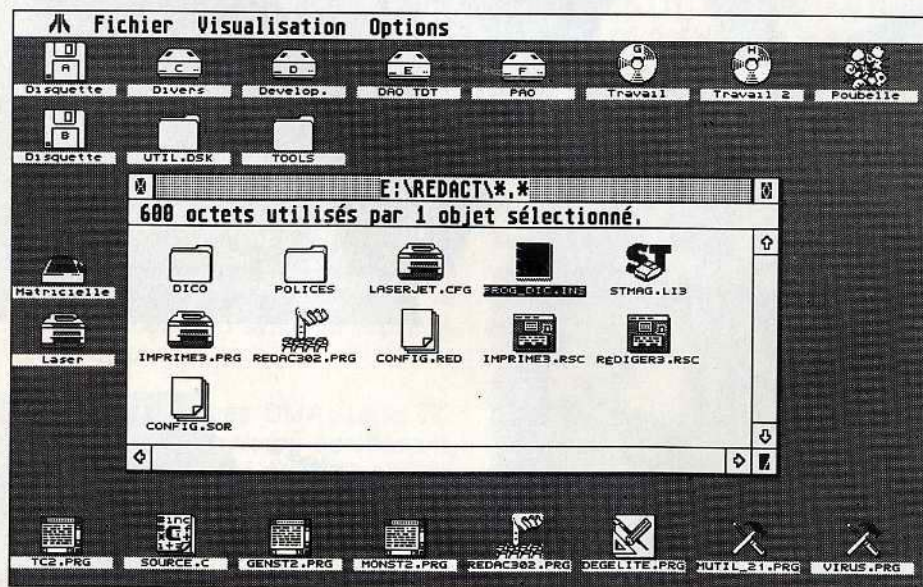 Fichier Visualisation Options
A C D E F G H
Disquette Divers Develop. DAO TDT PAO Travail Travail 2 Poubelle
B
Disquette UTIL.DSK TOOLS
E:\REDACT\*.*
600 octets utilisés par 1 objet sélectionné.
DICO POLICES LASERJET.CFG PROG_DIC.INS STMAG.LI3
ST
Matricielle
IMPRIME3.PRG REDAC302.PRG CONFIG.RED IMPRIME3.RSC RÉDIGER3.RSC
Laser
CONFIG.SOR
inc
C
TC2.PRG SOURCE.C GENST2.PRG MONST2.PRG REDAC302.PRG DEGELITE.PRG MUTIL_21.PRG VIRUS.PRG